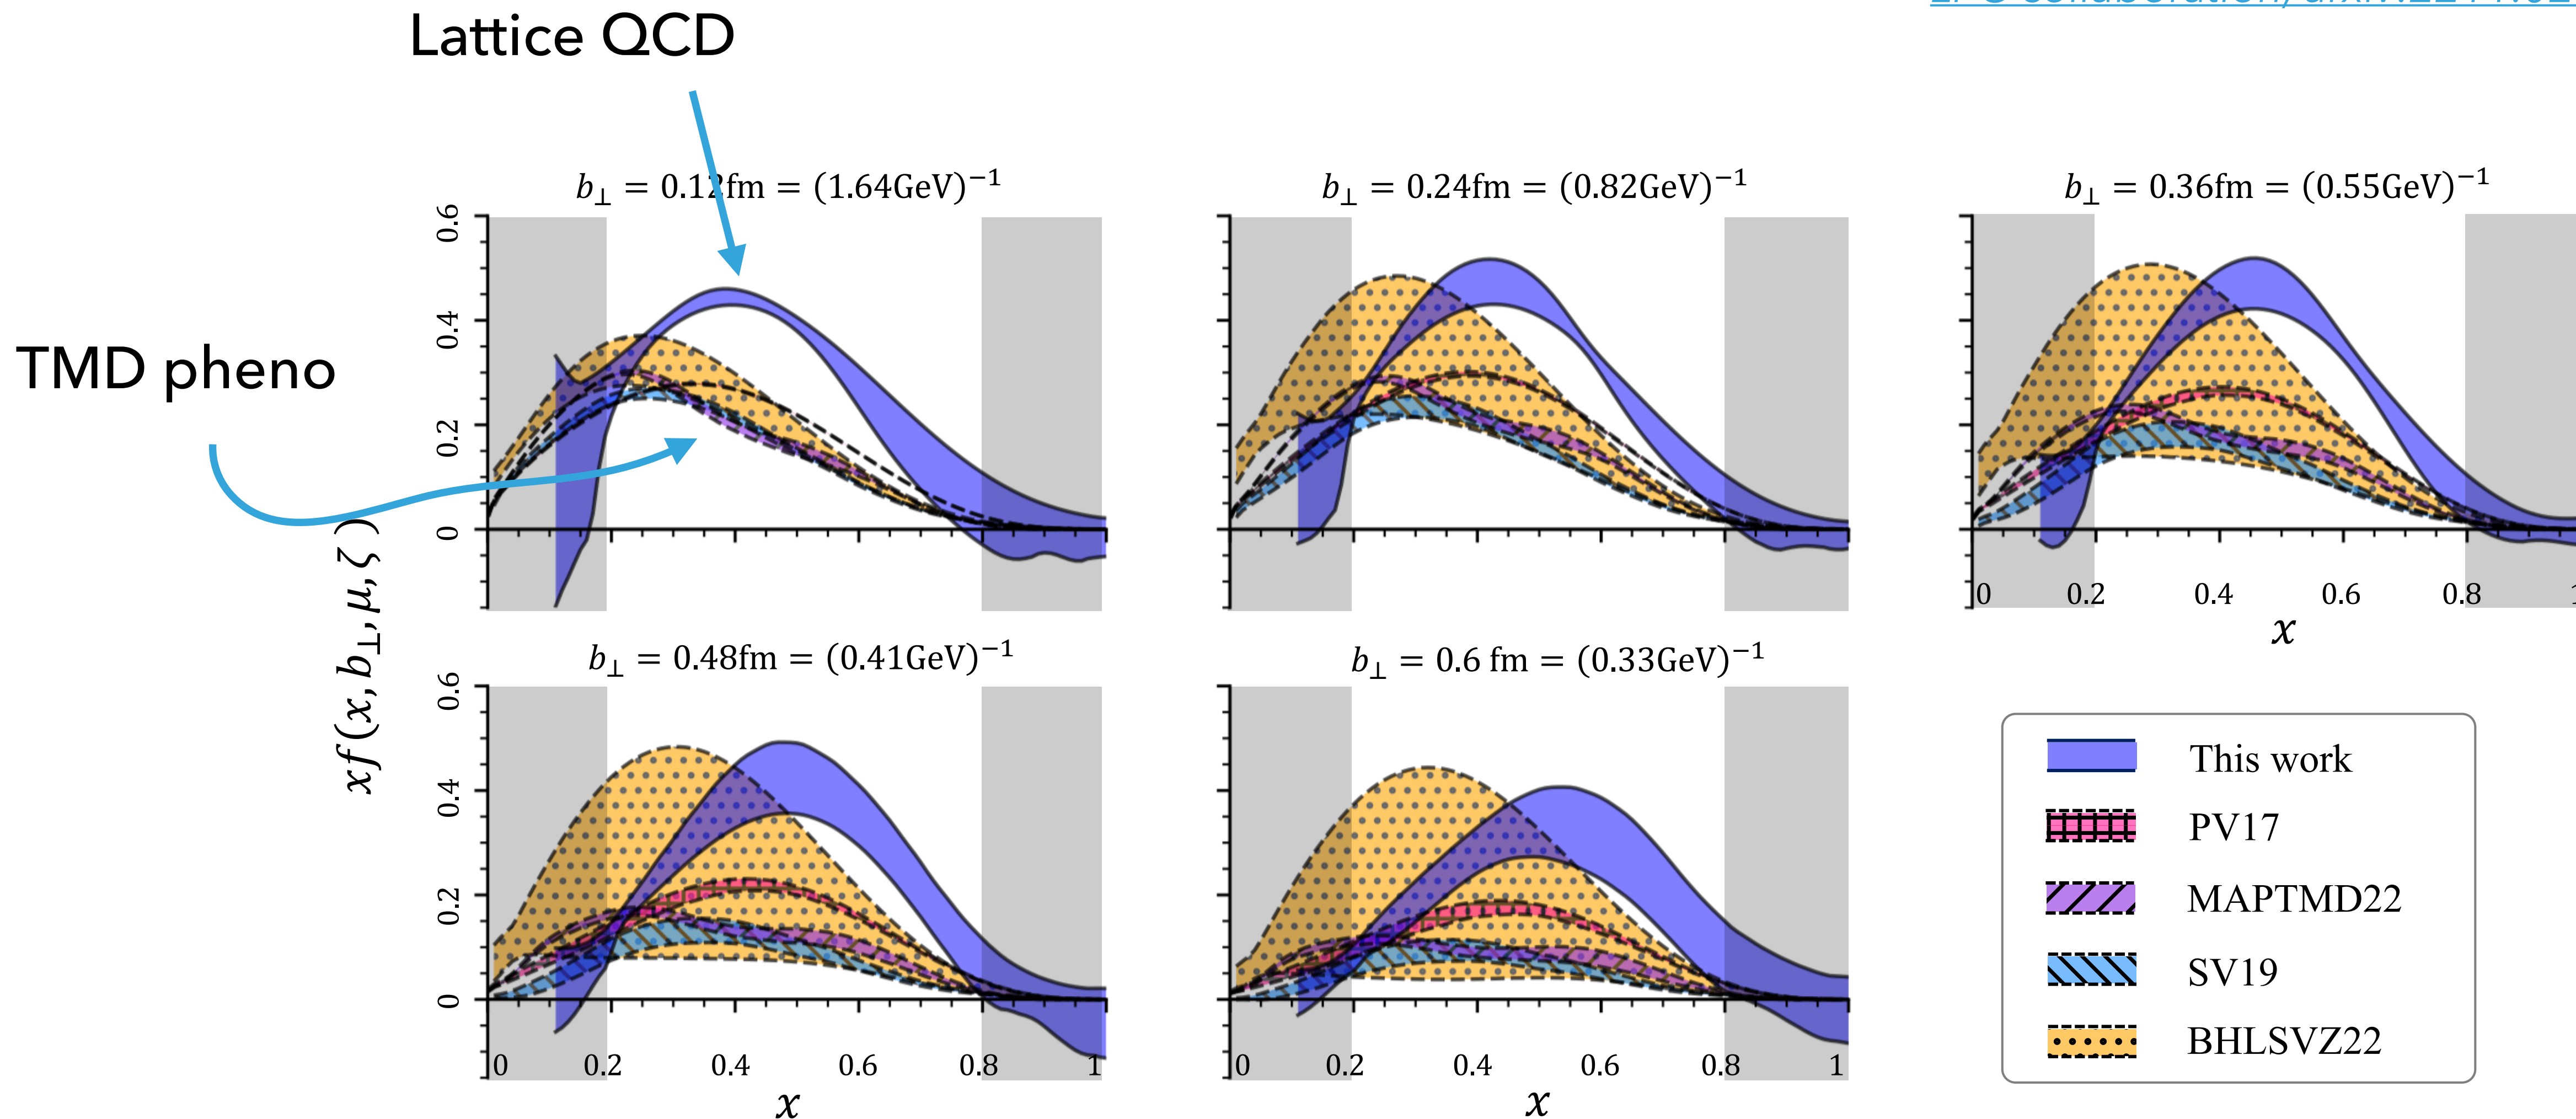 Lattice QCD
TMD pheno
b⊥ = 0.12fm = (1.64GeV)⁻¹
b⊥ = 0.24fm = (0.82GeV)⁻¹
b⊥ = 0.36fm = (0.55GeV)⁻¹
0.6
0.4
0.2
0
0 0.2 0.4 0.6 0.8
x
xf(x, b⊥, μ, ζ)
b⊥ = 0.48fm = (0.41GeV)⁻¹
b⊥ = 0.6 fm = (0.33GeV)⁻¹
0.6
0.4
0.2
0
0 0.2 0.4 0.6 0.8 1
x
0 0.2 0.4 0.6 0.8 1
x
This work
PV17
MAPTMD22
SV19
BHLSVZ22